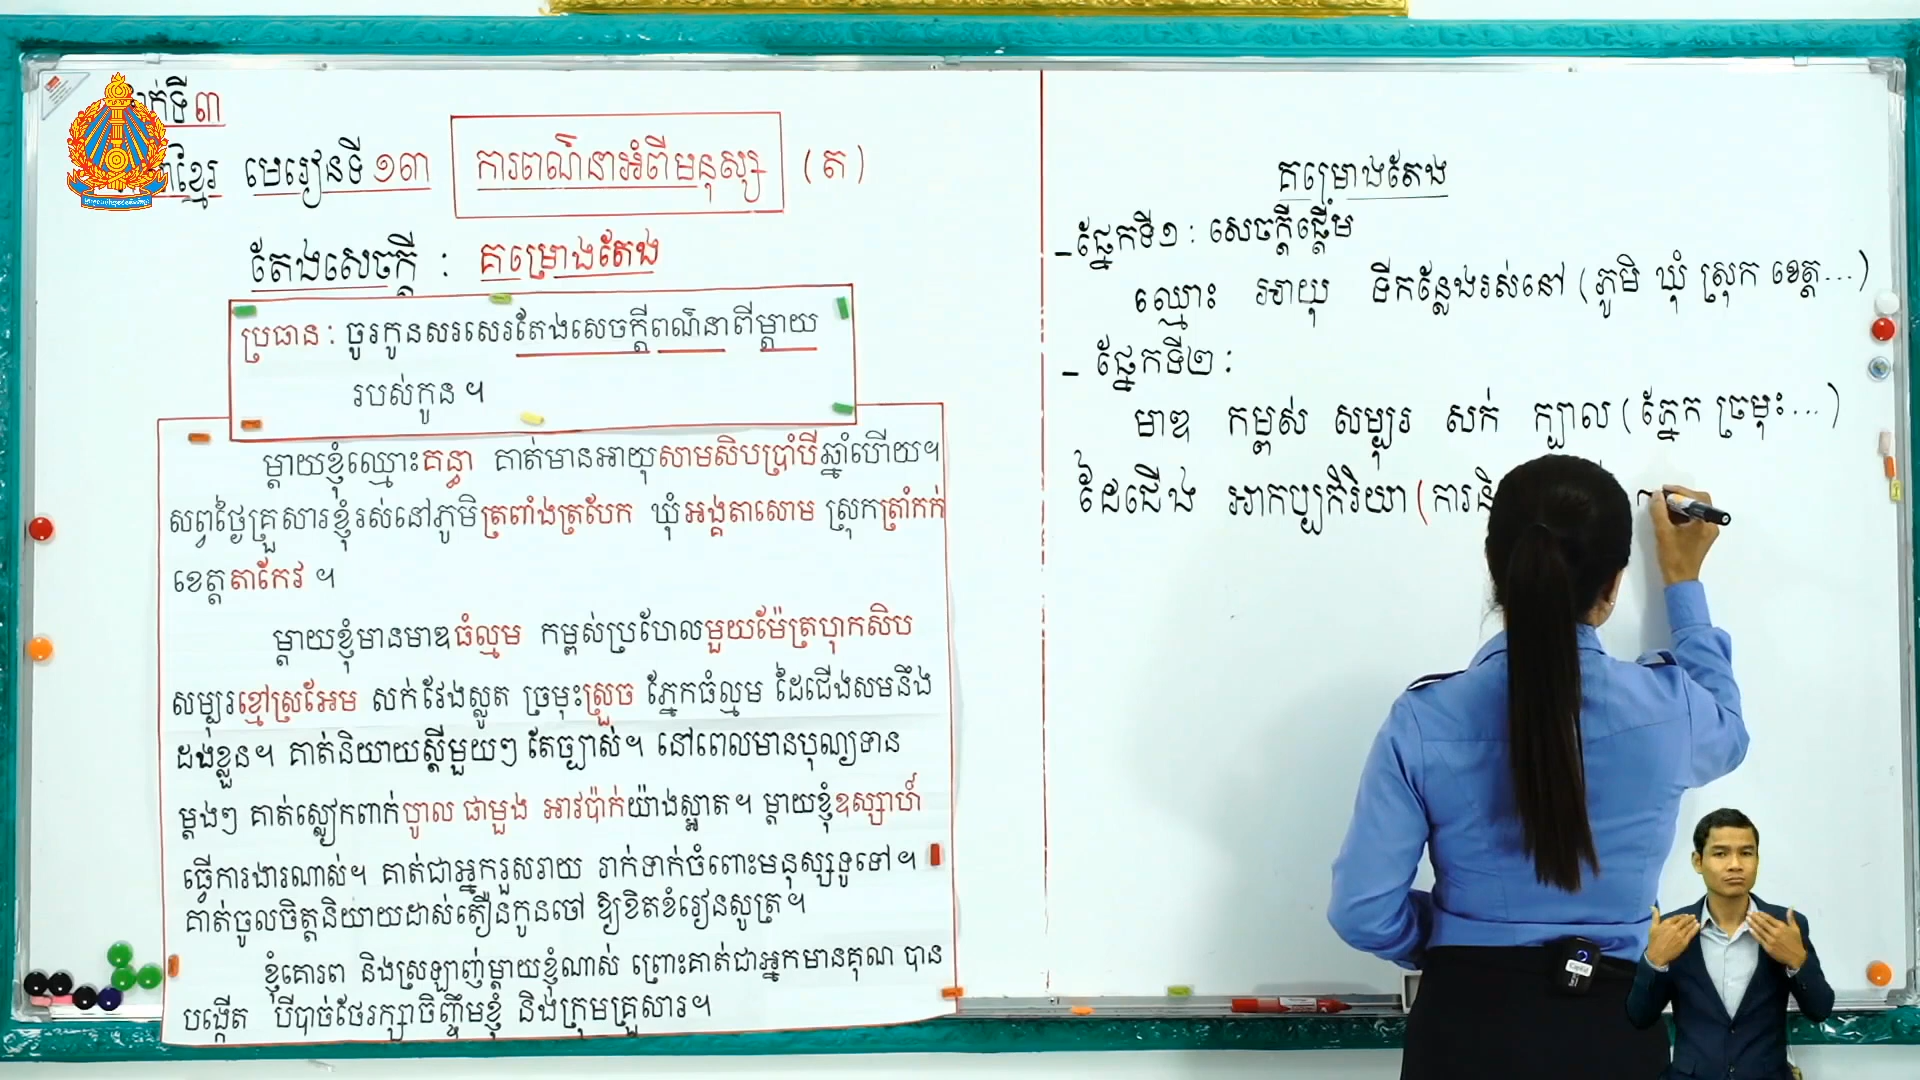 ទី៣
ខ្មែរ មេរៀនទី១៣ ការពណ៌នាអំពីមនុស្ស (ត)
តែងសេចក្តី : គម្រោងតែង
ប្រធាន : ចូរកូនសរសេរតែងសេចក្តីពណ៌នាពីម្តាយ
របស់កូន ។
ម្តាយខ្ញុំឈ្មោះគន្ធា គាត់មានអាយុសាមសិបប្រាំបីឆ្នាំហើយ។
សព្វថ្ងៃគ្រួសារខ្ញុំរស់នៅភូមិត្រពាំងត្របែក ឃុំអង្គតាសោម ស្រុកត្រាំកក់
ខេត្តតាកែវ ។
ម្តាយខ្ញុំមានមាឌធំល្មម កម្ពស់ប្រហែលមួយម៉ែត្រហុកសិប
សម្បុរខ្មៅស្រអែម សក់វែងស្លូត ច្រមុះស្រួច ភ្នែកធំល្មម ដៃជើងសមនឹង
ដងខ្លួន។ គាត់និយាយស្តីមួយៗ តែច្បាស់។ នៅពេលមានបុណ្យទាន
ម្តងៗ គាត់ស្លៀកពាក់ហូល ផាមួង អាវប៉ាក់យ៉ាងស្អាត។ ម្តាយខ្ញុំឧស្សាហ៍
ធ្វើការងារណាស់។ គាត់ជាអ្នករួសរាយ រាក់ទាក់ចំពោះមនុស្សទូទៅ។
គាត់ចូលចិត្តនិយាយដាស់តឿនកូនចៅ ឱ្យខិតខំរៀនសូត្រ។
ខ្ញុំគោរព និងស្រឡាញ់ម្តាយខ្ញុំណាស់ ព្រោះគាត់ជាអ្នកមានគុណ បាន
បង្កើត បីបាច់ថែរក្សាចិញ្ចឹមខ្ញុំ និងក្រុមគ្រួសារ។
គម្រោងតែង
-ផ្នែកទី១ : សេចក្តីផ្តើម
ឈ្មោះ អាយុ ទីកន្លែងរស់នៅ (ភូមិ ឃុំ ស្រុក ខេត្ត...)
- ផ្នែកទី២ :
មាឌ កម្ពស់ សម្បុរ សក់ ក្បាល (ភ្នែក ច្រមុះ...)
ដៃជើង អាកប្បកិរិយា (ការនិ